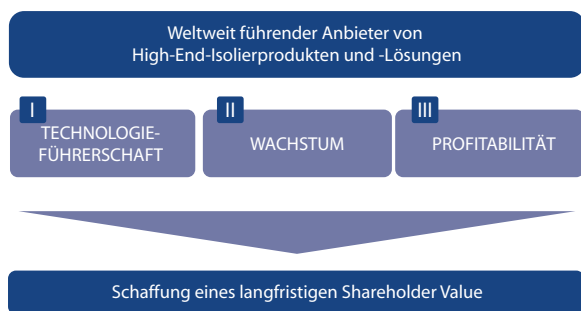 Weltweit führender Anbieter von
High-End-Isolierprodukten und -Lösungen
I
TECHNOLOGIE-
FÜHRERSCHAFT
II
WACHSTUM
III
PROFITABILITÄT
Schaffung eines langfristigen Shareholder Value